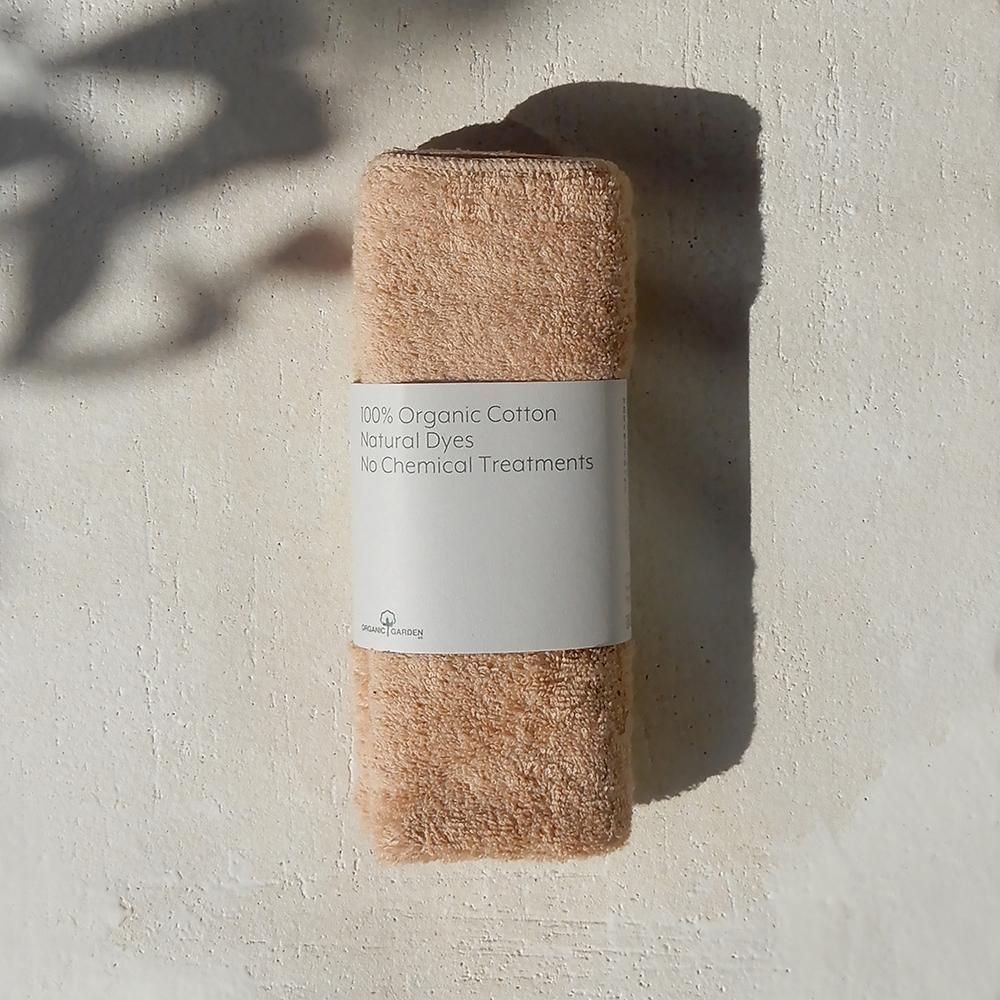 100% Organic Cotton
Natural Dyes
No Chemical Treatments
ORGANIC GARDEN